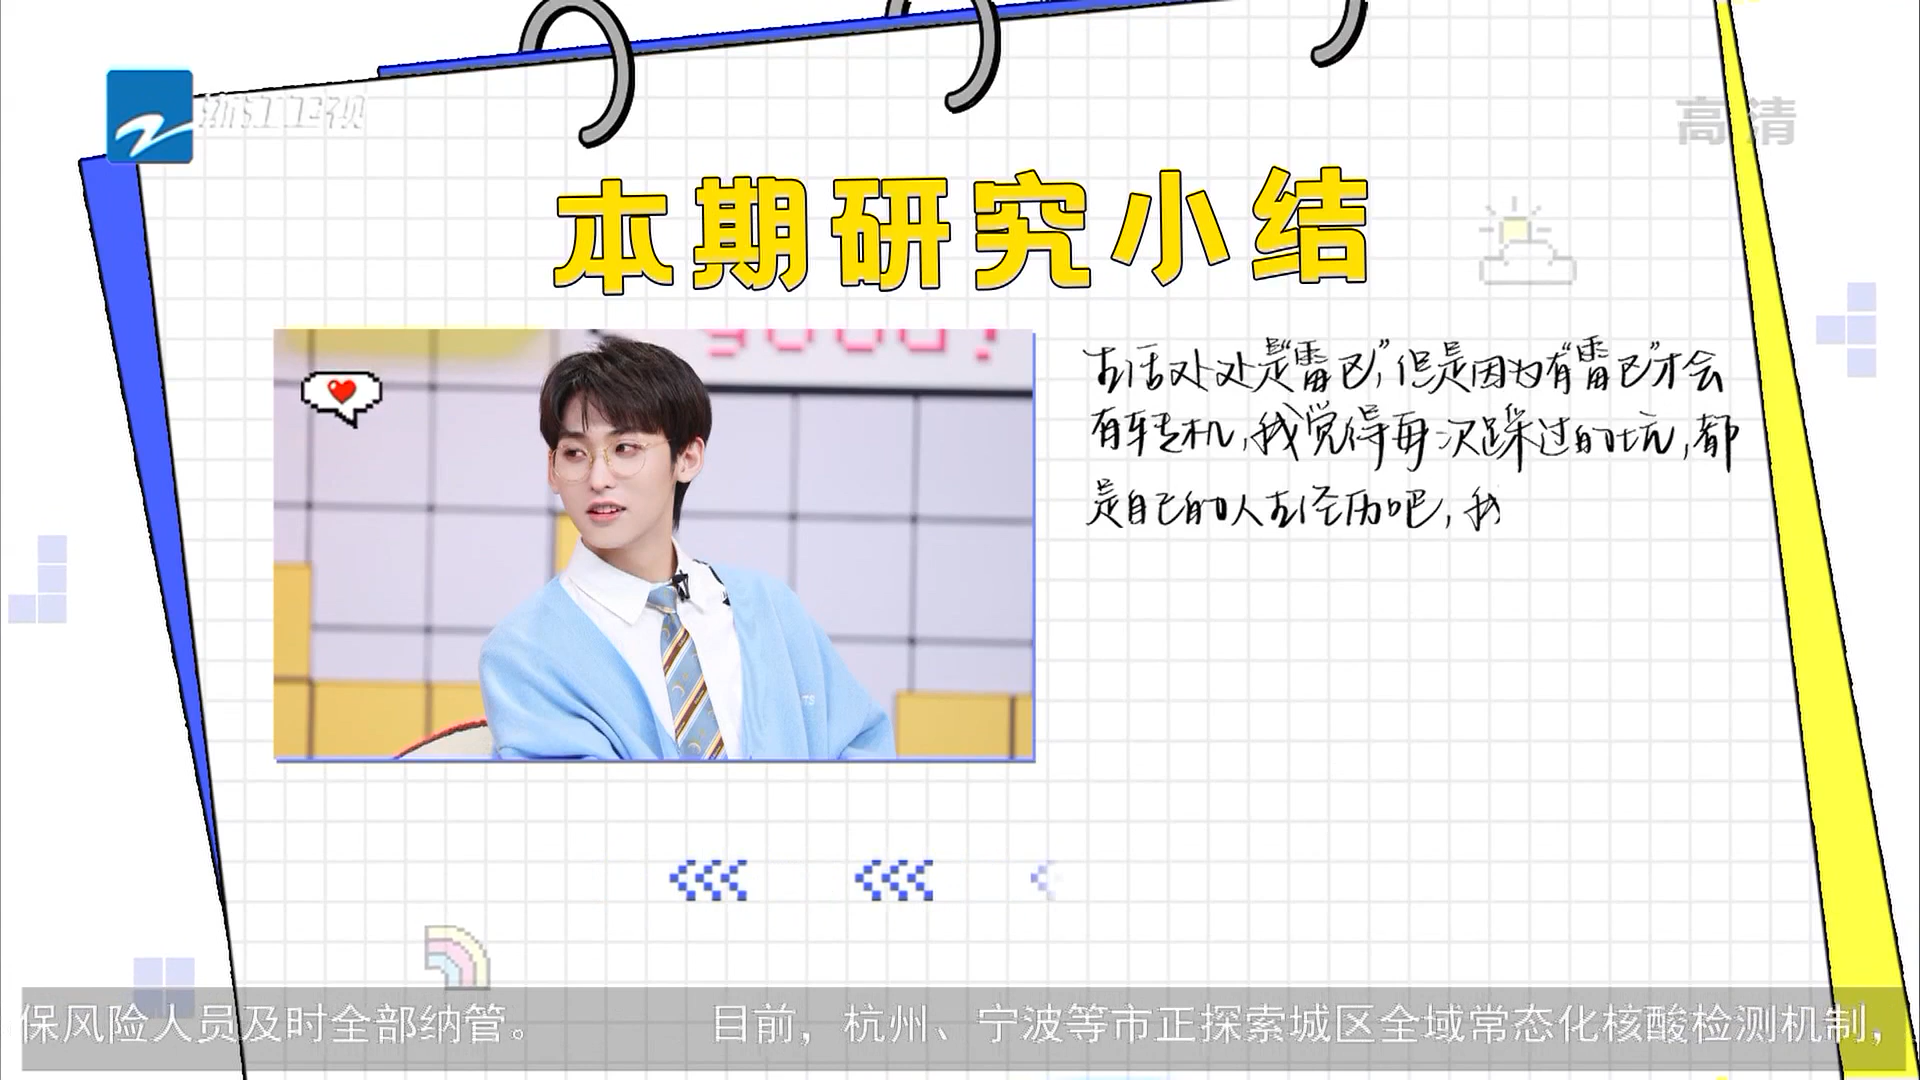 浙江卫视
高清
本期研究小结
good!
生活处处是“雷区”，但是因为有“雷区”才会
有转机，我觉得每一次踩过的坑，都
是自己的人生经历吧，我
保风险人员及时全部纳管。 目前，杭州、宁波等市正探索城区全域常态化核酸检测机制，